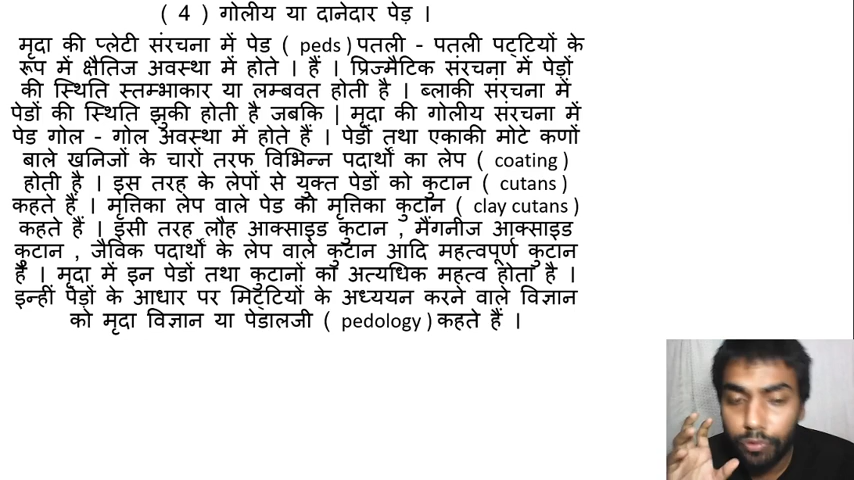 ( 4 ) गोलीय या दानेदार पेड़ ।
मृदा की प्लेटी संरचना में पेड ( peds ) पतली - पतली पट्टियों के
रूप में क्षैतिज अवस्था में होते । हैं । प्रिज्मैटिक संरचना में पेड़ों
की स्थिति स्तम्भाकार या लम्बवत होती है । ब्लाकी संरचना में
पेडों की स्थिति झुकी होती है जबकि | मृदा की गोलीय संरचना में
पेड गोल - गोल अवस्था में होते हैं । पेडों तथा एकाकी मोटे कणों
बाले खनिजों के चारों तरफ विभिन्न पदार्थों का लेप ( coating )
होती है । इस तरह के लेपों से युक्त पेडों को कुटान ( cutans )
कहते हैं । मृत्तिका लेप वाले पेड को मृत्तिका कुटान ( clay cutans )
कहते हैं । इसी तरह लौह आक्साइड कुटान , मैंगनीज आक्साइड
कुटान , जैविक पदार्थों के लेप वाले कुटान आदि महत्वपूर्ण कुटान
हैं । मृदा में इन पेडों तथा कुटानों का अत्यधिक महत्व होता है ।
इन्हीं पेड़ों के आधार पर मिट्टियों के अध्ययन करने वाले विज्ञान
को मृदा विज्ञान या पेडालजी ( pedology ) कहते हैं ।